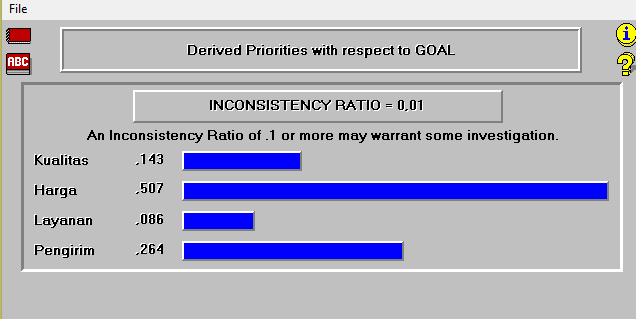 File
Derived Priorities with respect to GOAL
ABC
INCONSISTENCY RATIO = 0,01
An Inconsistency Ratio of .1 or more may warrant some investigation.
Kualitas ,143
Harga ,507
Layanan ,086
Pengirim ,264